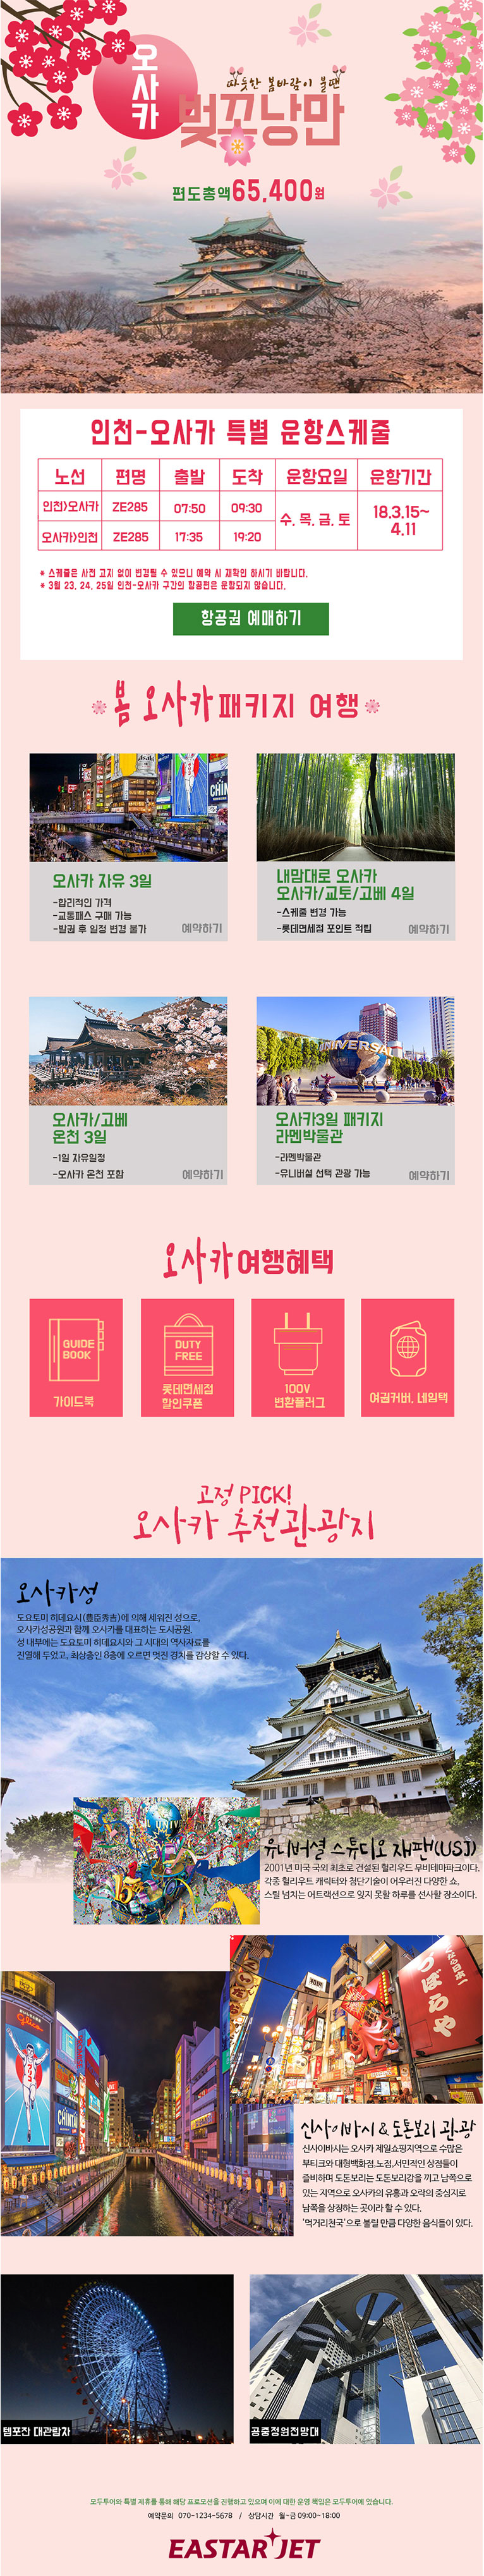 오사카
따듯한 봄바람이 불땐
벚꽃낭만
편도총액65,400원
인천-오사카 특별 운항스케줄
노선 편명 출발 도착 운항요일 운항기간
인천>오사카 ZE285 07:50 09:30 수, 목, 금, 토 18.3.15~
4.11
오사카>인천 ZE285 17:35 19:20
* 스케줄은 사전 고지 없이 변경될 수 있으니 예약 시 재확인 하시기 바랍니다.
* 3월 23, 24, 25일 인천-오사카 구간의 항공편은 운항되지 않습니다.
항공권 예매하기
봄 오사카 패키지 여행
오사카 자유 3일
-합리적인 가격
-교통패스 구매 가능
-발권 후 일정 변경 불가 예약하기
내맘대로 오사카
오사카/교토/고베 4일
-스케줄 변경 가능
-롯데면세점 포인트 적립 예약하기
오사카/고베
온천 3일
-1일 자유일정
-오사카 온천 포함 예약하기
UNIVERSAL
오사카3일 패키지
라멘박물관
-라멘박물관
-유니버설 선택 관광 가능 예약하기
오사카 여행혜택
GUIDE
BOOK
가이드북
DUTY
FREE
롯데면세점
할인쿠폰
100V
변환플러그
여권커버, 네임택
고정 PICK!
오사카 추천관광지
오사카성
도요토미 히데요시(豊臣秀吉)에 의해 세워진 성으로,
오사카성공원과 함께 오사카를 대표하는 도시공원.
성 내부에는 도요토미 히데요시와 그 시대의 역사자료를
진열해 두었고, 최상층인 8층에 오르면 멋진 경치를 감상할 수 있다.
유니버셜 스튜디오 재팬(USJ)
2001년 미국 국외 최초로 건설된 헐리우드 무비테마파크이다.
각종 헐리우트 캐릭터와 첨단기술이 어우러진 다양한 쇼,
스릴 넘치는 어트랙션으로 잊지 못할 하루를 선사할 장소이다.
Glico
신사이바시 & 도톤보리 관광
신사이바시는 오사카 제일쇼핑지역으로 수많은
부티크와 대형백화점,노점,서민적인 상점들이
즐비하며 도톤보리는 도톤보리강을 끼고 남쪽으로
있는 지역으로 오사카의 유흥과 오락의 중심지로
남쪽을 상징하는 곳이라 할 수 있다.
'먹거리천국'으로 불릴 만큼 다양한 음식들이 있다.
템포잔 대관람차
공중정원전망대
모두투어와 특별 제휴를 통해 해당 프로모션을 진행하고 있으며 이에 대한 운영 책임은 모두투어에 있습니다.
예약문의 070-1234-5678 / 상담시간 월~금 09:00-18:00
EASTAR JET